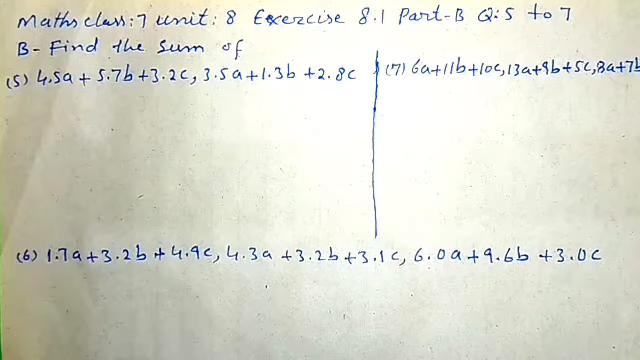 Maths class:7 unit:8 Exercise 8.1 Part-B Q:5 to 7
B-Find the sum of
(5) 4.5a+5.7b+3.2c, 3.5a+1.3b+2.8c
(7) 6a+11b+10c, 13a+9b+5c, 8a+7b
(6) 1.7a+3.2b+4.9c, 4.3a+3.2b+3.1c, 6.0a+9.6b+3.0c